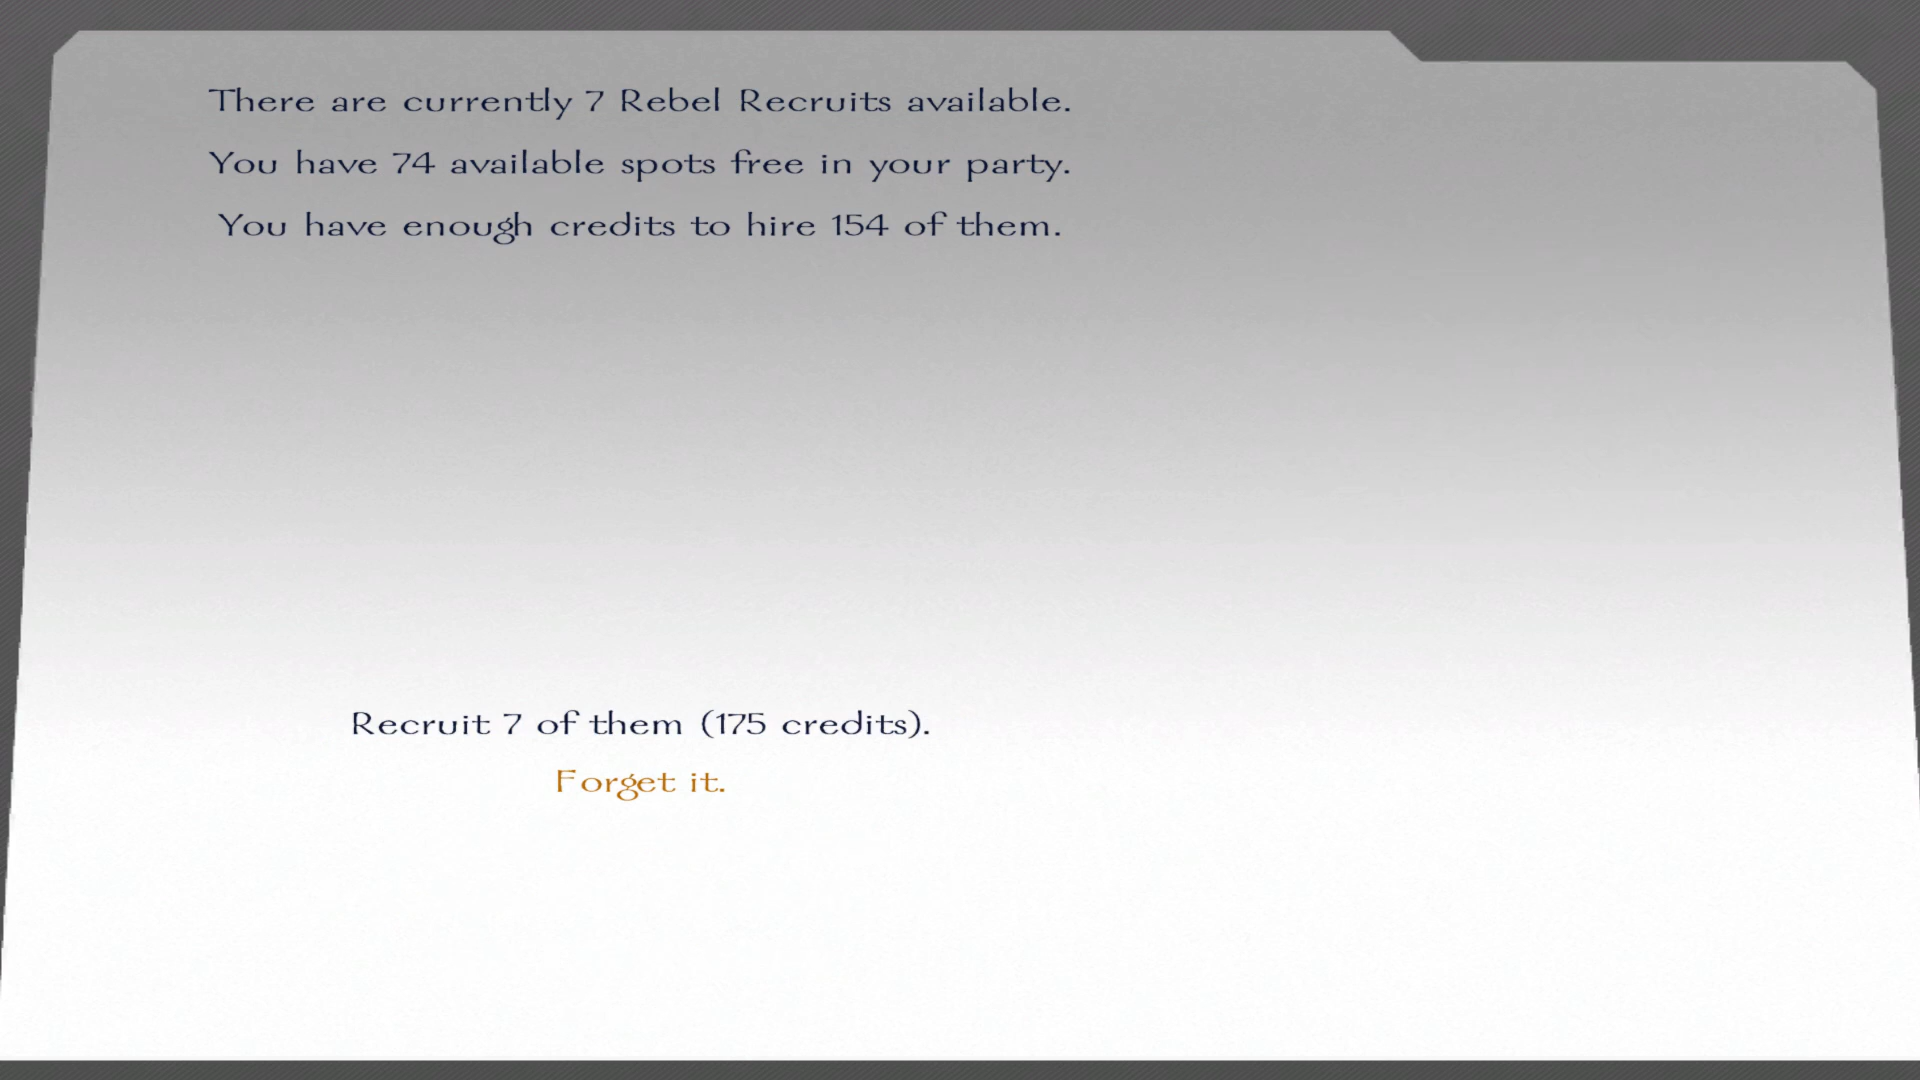 There are currently 7 Rebel Recruits available.
You have 74 available spots free in your party.
You have enough credits to hire 154 of them.
Recruit 7 of them (175 credits).
Forget it.